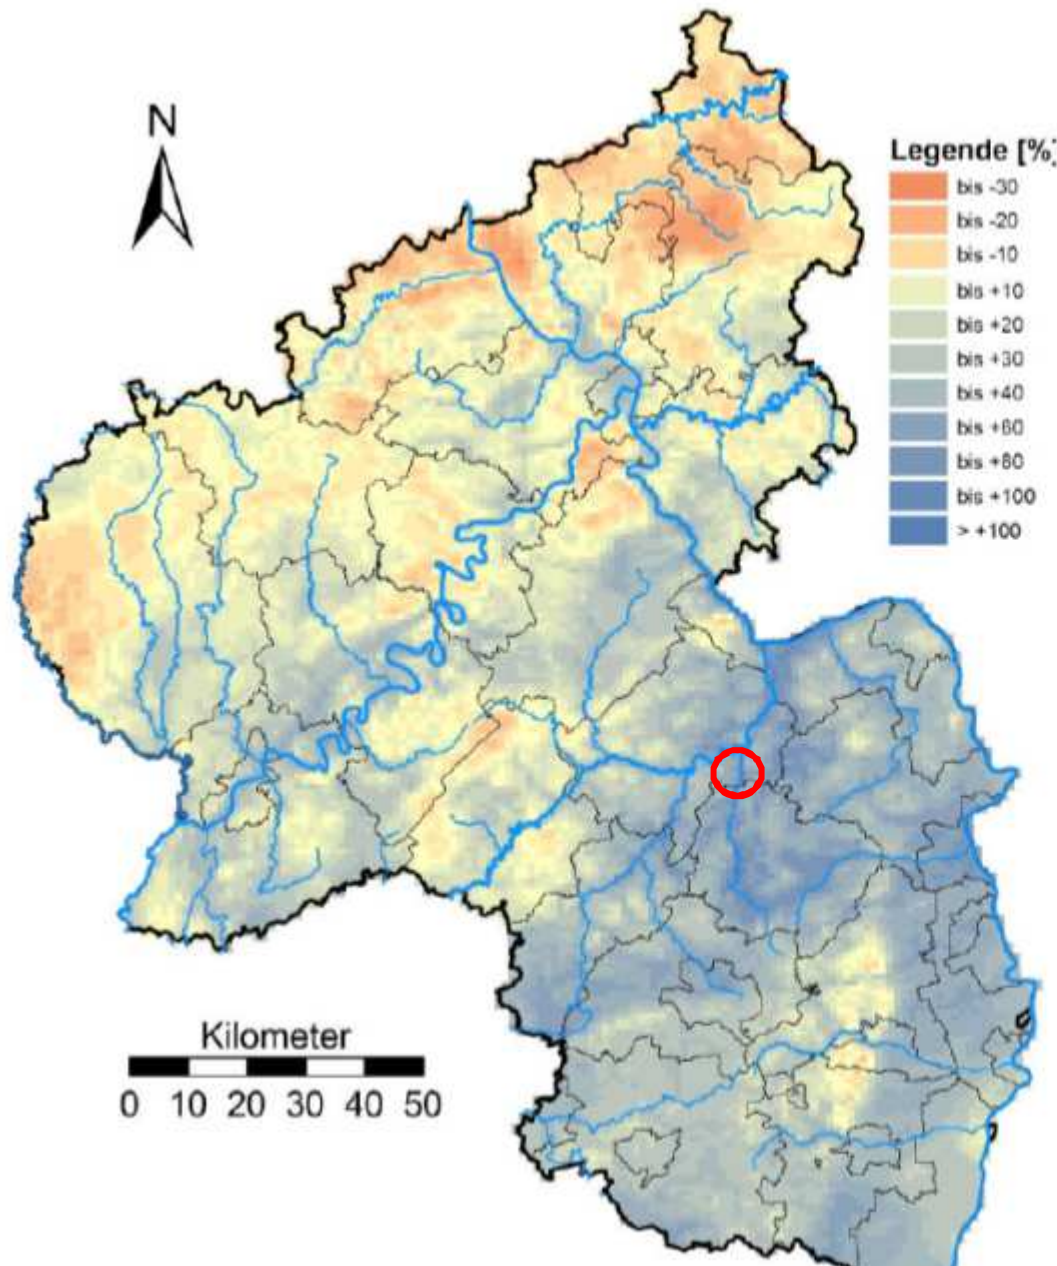 N
Legende [%]
bis -30
bis -20
bis -10
bis +10
bis +20
bis +30
bis +40
bis +60
bis +80
bis +100
> +100
Kilometer
0 10 20 30 40 50